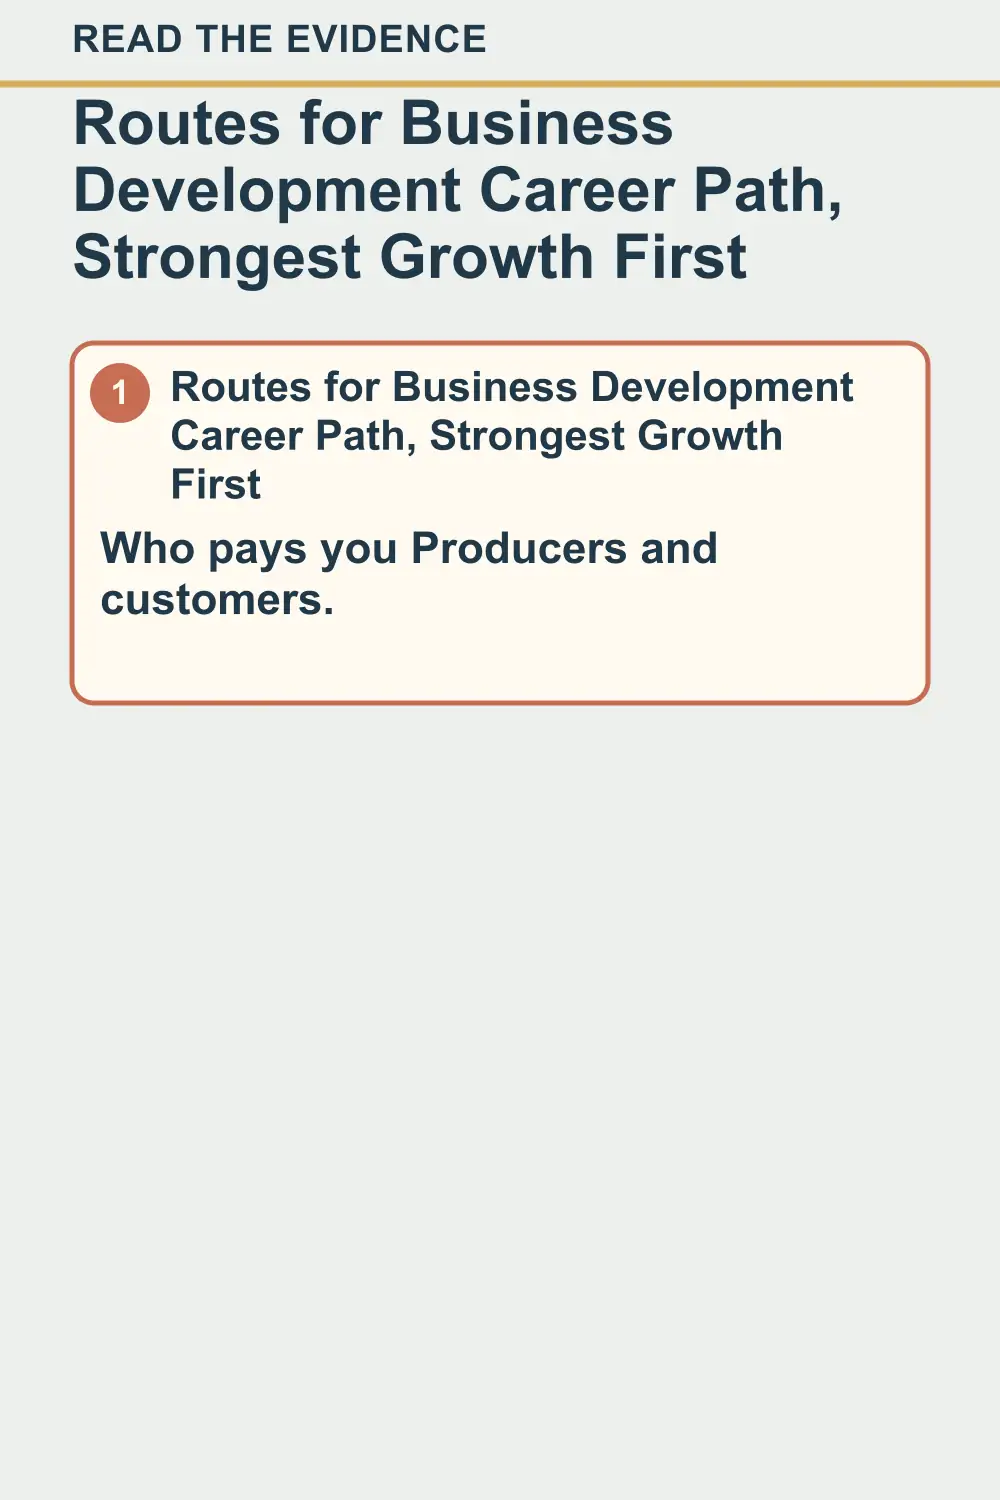 READ THE EVIDENCE
Routes for Business
Development Career Path,
Strongest Growth First
1
Routes for Business Development
Career Path, Strongest Growth
First
Who pays you Producers and
customers.